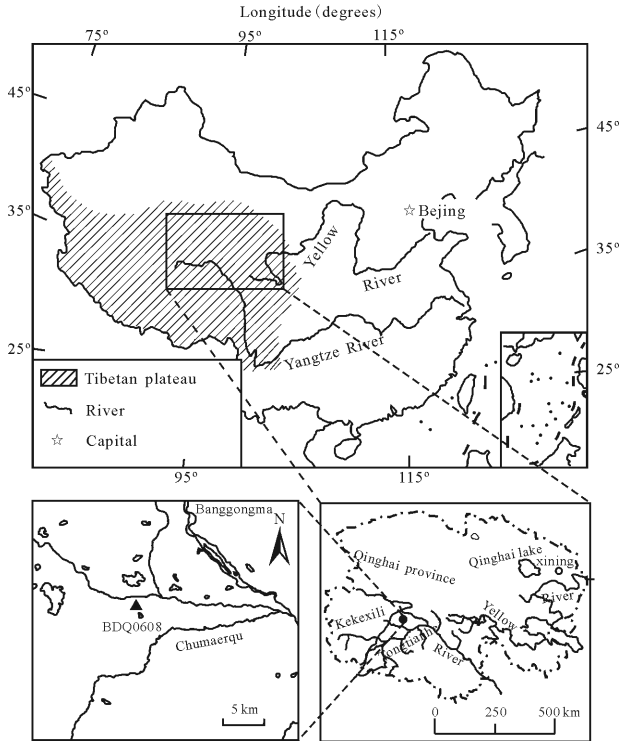 Longitude (degrees)
75° 95° 115°
45°
45°
35°
Bejing
Yellow
35°
River
25°
Yangtze River
25°
Tibetan plateau
River
Capital
95° 115°
Banggongma
N
BDQ0608
Chumaerqu
5 km
Qinghai lake
xining
Qinghai province
River
Kekexili
Yellow
River
0 250 500 km